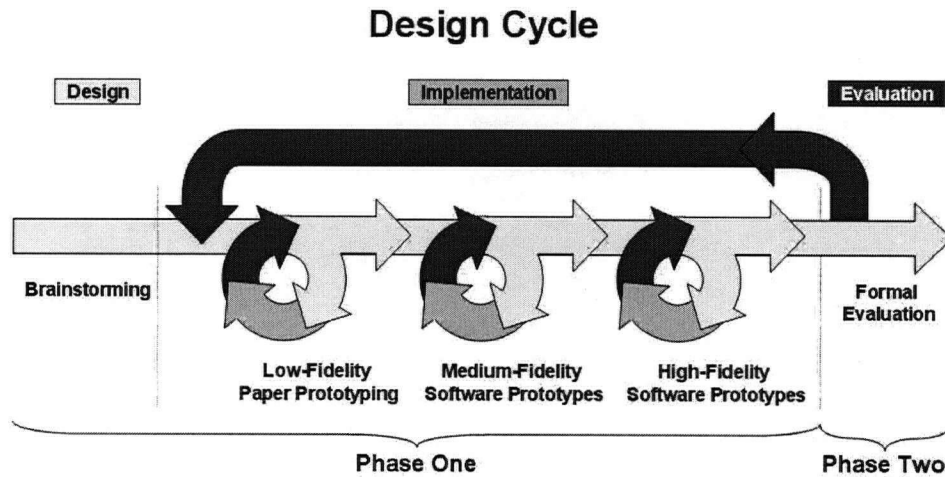 Design Cycle
Design
Implementation
Evaluation
Brainstorming
Formal
Evaluation
Low-Fidelity
Paper Prototyping
Medium-Fidelity
Software Prototypes
High-Fidelity
Software Prototypes
Phase One
Phase Two